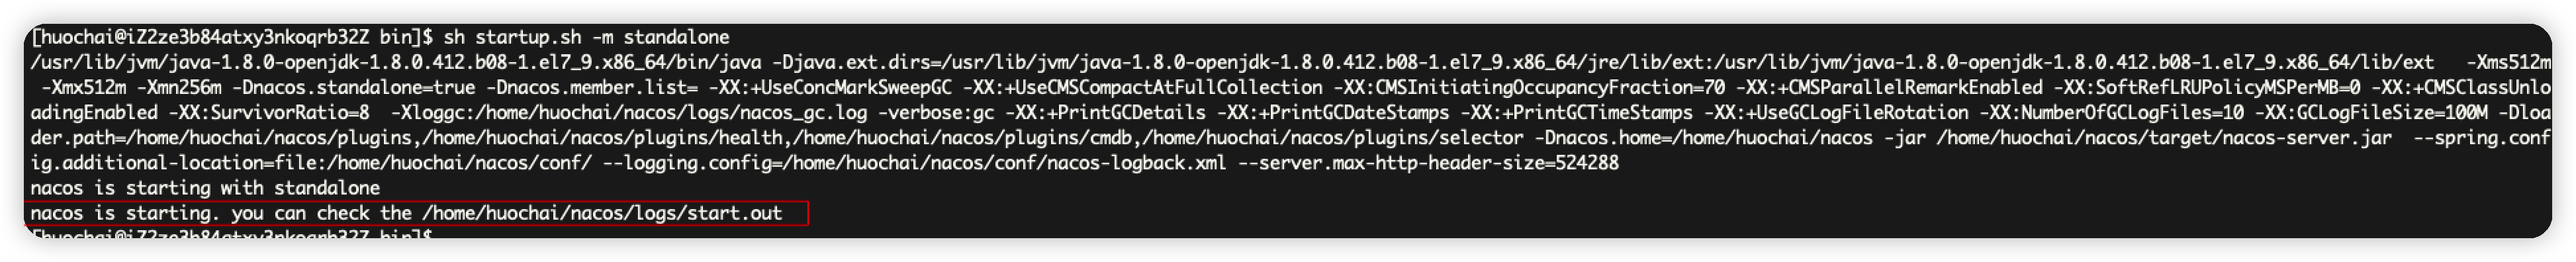 [huochai@iZ2ze3b84atxy3nkoqrb32Z bin]$ sh startup.sh -m standalone
/usr/lib/jvm/java-1.8.0-openjdk-1.8.0.412.b08-1.el7_9.x86_64/bin/java -Djava.ext.dirs=/usr/lib/jvm/java-1.8.0-openjdk-1.8.0.412.b08-1.el7_9.x86_64/jre/lib/ext:/usr/lib/jvm/java-1.8.0-openjdk-1.8.0.412.b08-1.el7_9.x86_64/lib/ext   -Xms512m
 -Xmx512m -Xmn256m -Dnacos.standalone=true -Dnacos.member.list= -XX:+UseConcMarkSweepGC -XX:+UseCMSCompactAtFullCollection -XX:CMSInitiatingOccupancyFraction=70 -XX:+CMSParallelRemarkEnabled -XX:SoftRefLRUPolicyMSPerMB=0 -XX:+CMSClassUnlo
adingEnabled -XX:SurvivorRatio=8  -Xloggc:/home/huochai/nacos/logs/nacos_gc.log -verbose:gc -XX:+PrintGCDetails -XX:+PrintGCDateStamps -XX:+PrintGCTimeStamps -XX:+UseGCLogFileRotation -XX:NumberOfGCLogFiles=10 -XX:GCLogFileSize=100M -Dloa
der.path=/home/huochai/nacos/plugins,/home/huochai/nacos/plugins/health,/home/huochai/nacos/plugins/cmdb,/home/huochai/nacos/plugins/selector -Dnacos.home=/home/huochai/nacos -jar /home/huochai/nacos/target/nacos-server.jar  --spring.conf
ig.additional-location=file:/home/huochai/nacos/conf/ --logging.config=/home/huochai/nacos/conf/nacos-logback.xml --server.max-http-header-size=524288
nacos is starting with standalone
nacos is starting. you can check the /home/huochai/nacos/logs/start.out
[huochai@iZ2ze3b84atxy3nkoqrb32Z bin]$